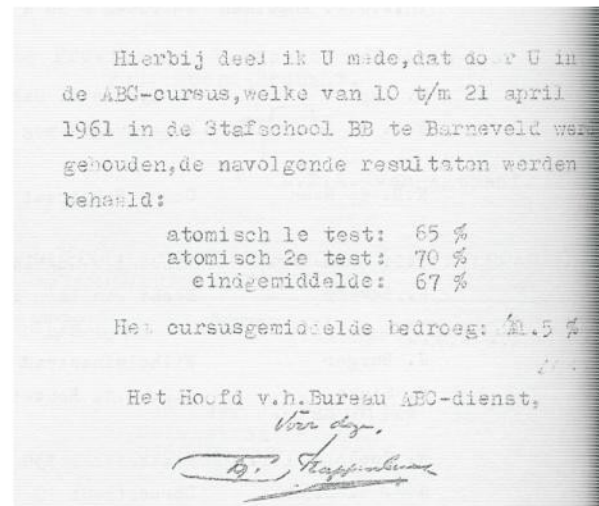 Hierbij deel ik U mede,dat door U in
de ABC-cursus,welke van 10 t/m 21 april
1961 in de Stafschool BB te Barneveld werd
gehouden,de navolgende resultaten werden
behaald:
atomisch 1e test: 65 %
atomisch 2e test: 70 %
eindgemiddelde: 67 %
Het cursusgemiddelde bedroeg: .5 %
Het Hoofd v.h.Bureau ABC-dienst,
Voor deze,